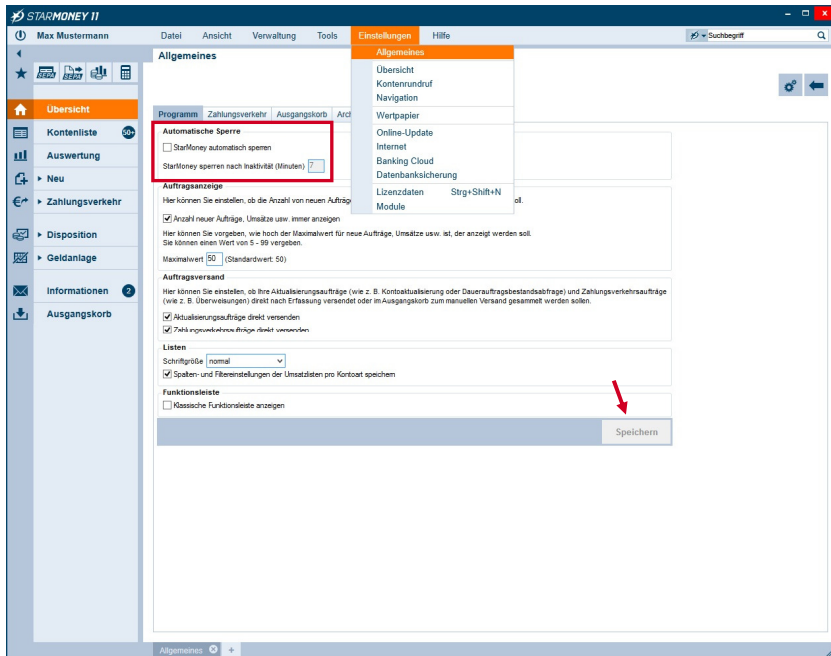 STARMONEY 11
Max Mustermann
Datei Ansicht Verwaltung Tools Einstellungen Hilfe
Suchbegriff
Allgemeines
Allgemeines
Übersicht
Kontenrundruf
Navigation
Wertpapier
Online-Update
Internet
Banking Cloud
Datenbanksicherung
Lizenzdaten Strg+Shift+N
Module
SEPA SEPA
Übersicht
Kontenliste 50+
Auswertung
Neu
Zahlungsverkehr
Disposition
Geldanlage
Informationen 2
Ausgangskorb
Programm Zahlungsverkehr Ausgangskorb Arc
Automatische Sperre
StarMoney automatisch sperren
StarMoney sperren nach Inaktivität (Minuten) 7
Auftragsanzeige
Hier können Sie einstellen, ob die Anzahl von neuen Aufträg oll.
Anzahl neuer Aufträge, Umsätze usw. immer anzeigen
Hier können Sie vorgeben, wie hoch der Maximalwert für neue Aufträge, Umsätze usw. ist, der anzeigt werden soll.
Sie können einen Wert von 5 - 99 vergeben.
Maximalwert 50 (Standardwert: 50)
Auftragsversand
Hier können Sie einstellen, ob Ihre Aktualisierungsaufträge (wie z. B. Kontoaktualisierung oder Dauerauftragsbestandsabfrage) und Zahlungsverkehrsaufträge
(wie z. B. Überweisungen) direkt nach Erfassung versendet oder im Ausgangskorb zum manuellen Versand gesammelt werden sollen.
Aktualisierungsaufträge direkt versenden
Zahlungsverkehrsaufträge direkt versenden
Listen
Schriftgröße normal
Spalten- und Filtereinstellungen der Umsatzlisten pro Kontoart speichern
Funktionsleiste
Klassische Funktionsleiste anzeigen
Speichern
Allgemeines